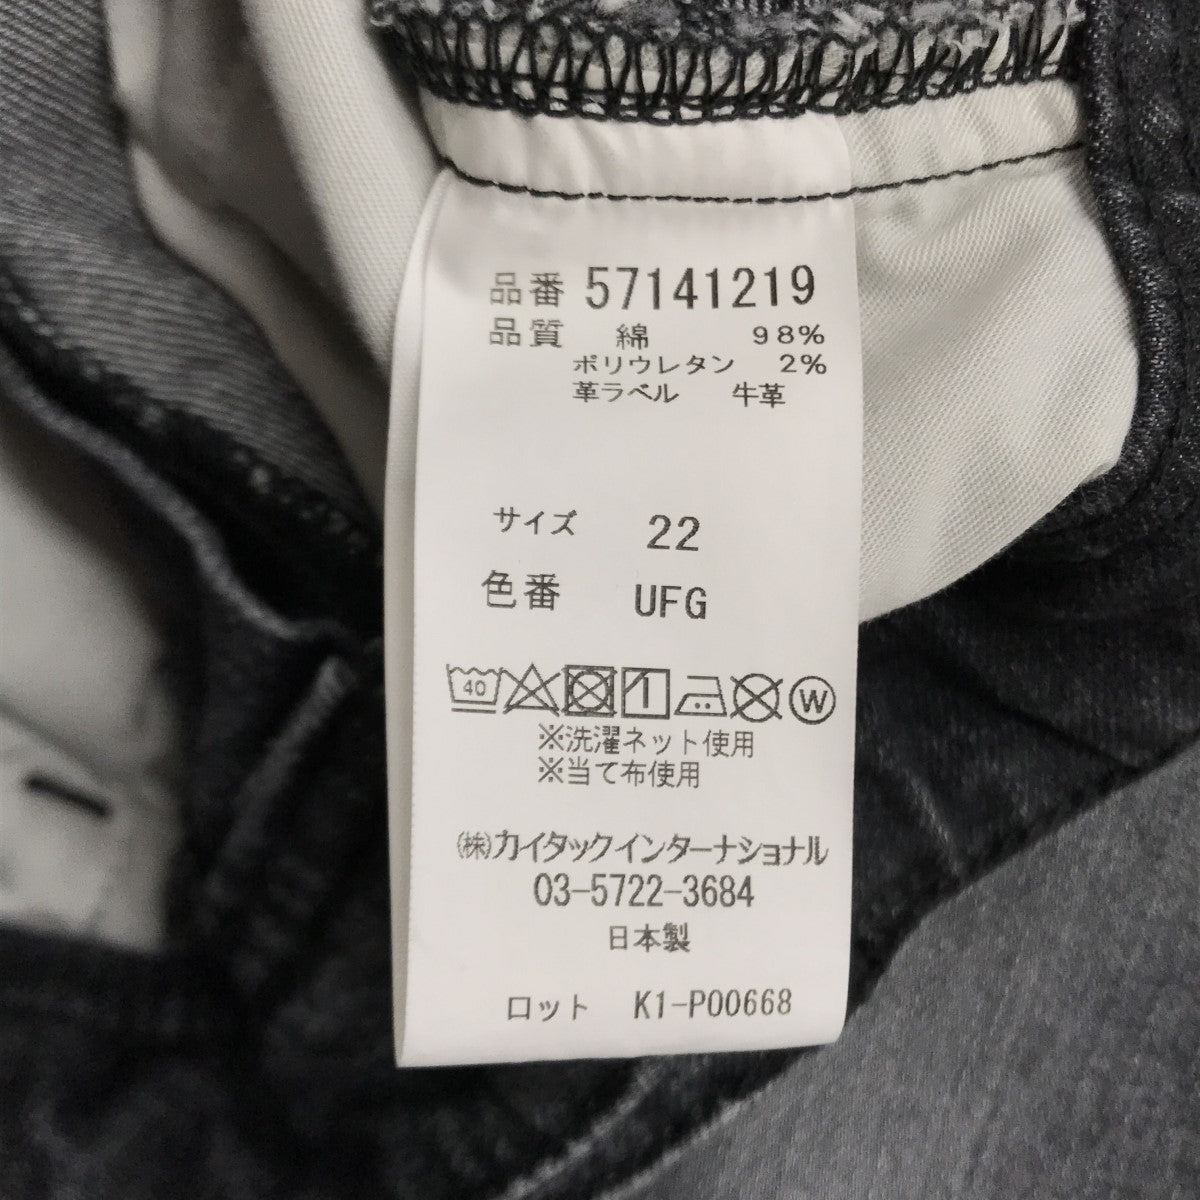 品番 57141219
品質 綿 98%
ポリウレタン 2%
革ラベル 牛革
サイズ 22
色番 UFG
40 W
※洗濯ネット使用
※当て布使用
㈱カイタックインターナショナル
03-5722-3684
日本製
ロット K1-P00668